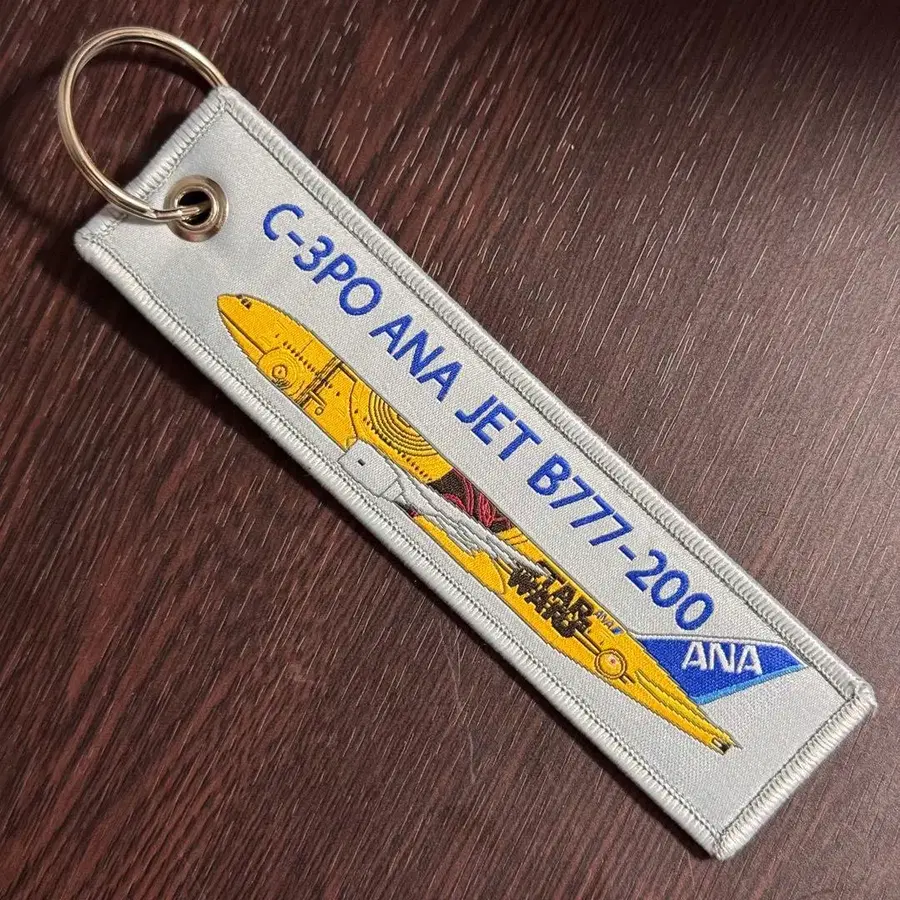 C-3PO ANA JET B777-200
STAR
WARS
ANA
ANA